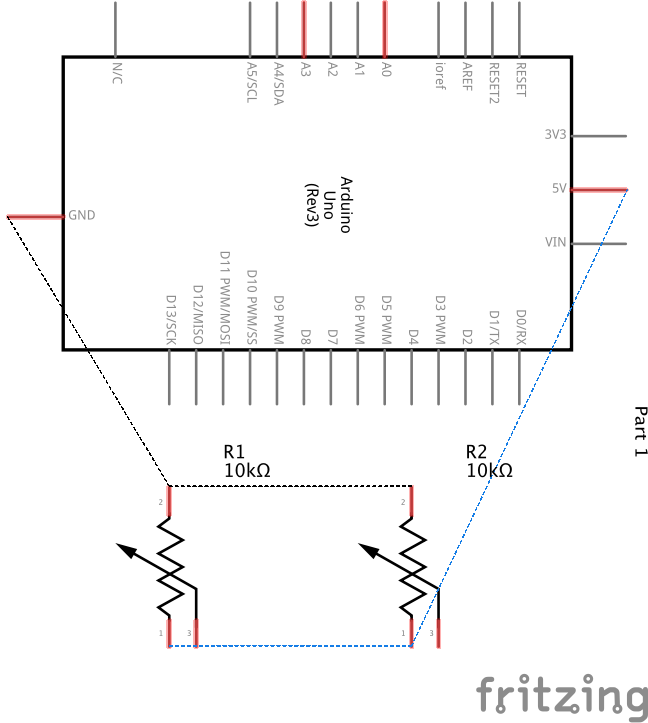 N/C
A5/SCL
A4/SDA
A3
A2
A1
A0
ioref
AREF
RESET2
RESET
3V3
5V
VIN
GND
Arduino
Uno
(Rev3)
D13/SCK
D12/MISO
D11 PWM/MOSI
D10 PWM/SS
D9 PWM
D8
D7
D6 PWM
D5 PWM
D4
D3 PWM
D2
D1/TX
D0/RX
Part 1
R1
10kΩ
R2
10kΩ
2
2
1
3
1
3
fritzing